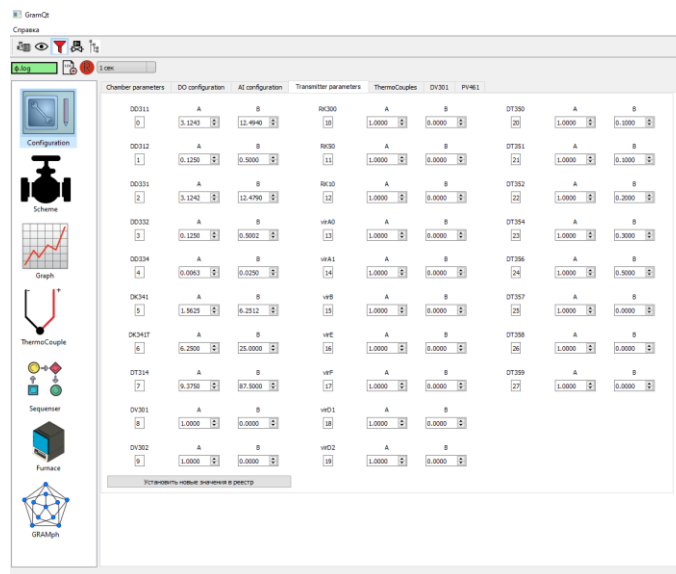 GramQt
Справка
ф.log 1 сек
Chamber parameters DO configuration AI configuration Transmitter parameters ThermoCouples DV301 PV461
Configuration
Scheme
Graph
ThermoCouple
Sequenser
Furnace
GRAMph
DD311 A B RK300 A B DT350 A B
0 3.1243 12.4940 10 1.0000 0.0000 20 1.0000 0.1000
DD312 A B RK50 A B DT351 A B
1 0.1250 0.5000 11 1.0000 0.0000 21 1.0000 0.1000
DD331 A B RK10 A B DT352 A B
2 3.1242 12.4790 12 1.0000 0.0000 22 1.0000 0.2000
DD332 A B virA0 A B DT354 A B
3 0.1250 0.5002 13 1.0000 0.0000 23 1.0000 0.3000
DD334 A B virA1 A B DT356 A B
4 0.0063 0.0250 14 1.0000 0.0000 24 1.0000 0.5000
DK341 A B virB A B DT357 A B
5 1.5625 6.2512 15 1.0000 0.0000 25 1.0000 0.0000
DK341T A B virE A B DT358 A B
6 6.2500 25.0000 16 1.0000 0.0000 26 1.0000 0.0000
DT314 A B virF A B DT359 A B
7 9.3750 87.5000 17 1.0000 0.0000 27 1.0000 0.0000
DV301 A B virD1 A B
8 1.0000 0.0000 18 1.0000 0.0000
DV302 A B virD2 A B
9 1.0000 0.0000 19 1.0000 0.0000
Установить новые значения в реестр